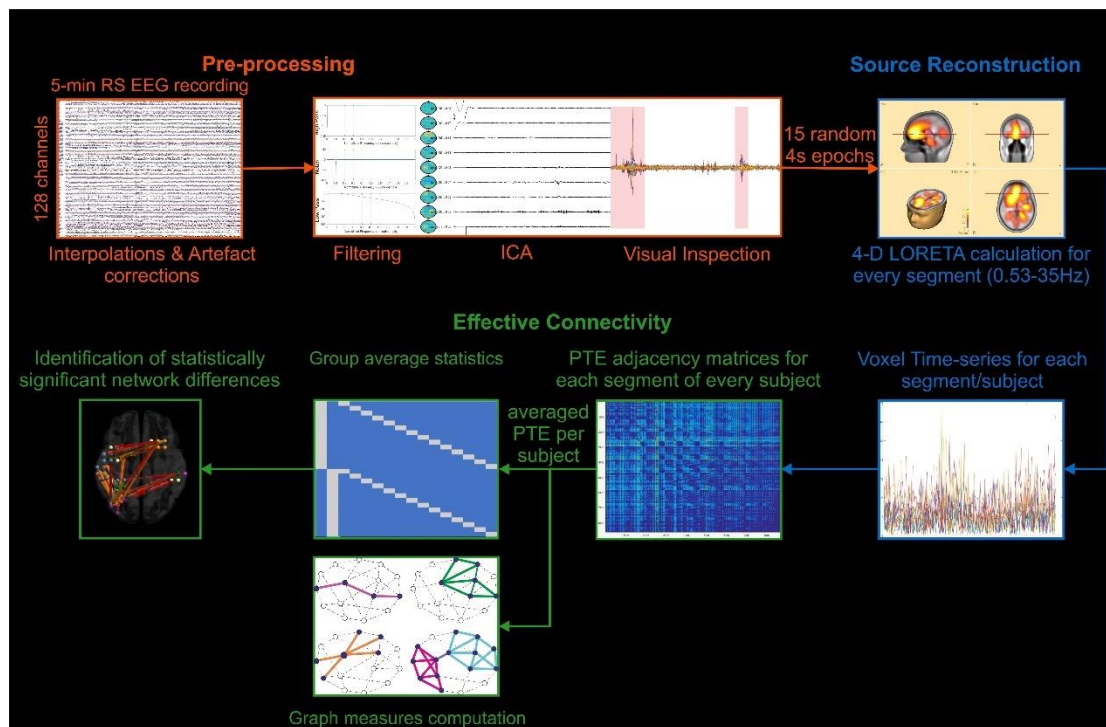 Pre-processing
5-min RS EEG recording
128 channels
Interpolations & Artefact
corrections
Filtering
ICA
Visual Inspection
15 random
4s epochs
Source Reconstruction
4-D LORETA calculation for
every segment (0.53-35Hz)
Effective Connectivity
Identification of statistically
significant network differences
Group average statistics
averaged
PTE per
subject
PTE adjacency matrices for
each segment of every subject
Voxel Time-series for each
segment/subject
Graph measures computation